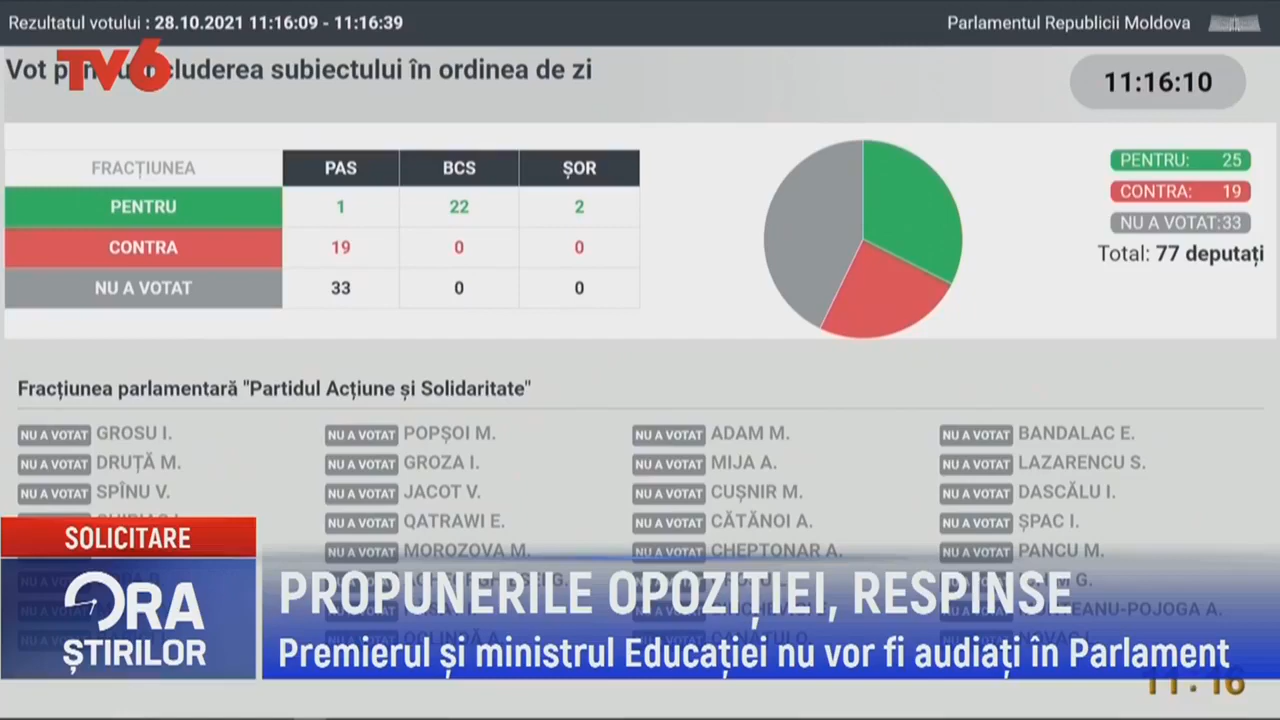 Rezultatul votului : 28.10.2021 11:16:09 - 11:16:39
Parlamentul Republicii Moldova
Vot includerea subiectului în ordinea de zi
TV6
11:16:10
FRACȚIUNEA PAS BCS ȘOR
PENTRU 1 22 2
CONTRA 19 0 0
NU A VOTAT 33 0 0
PENTRU: 25
CONTRA: 19
NU A VOTAT:33
Total: 77 deputați
Fracțiunea parlamentară "Partidul Acțiune și Solidaritate"
NU A VOTAT GROSU I. NU A VOTAT POPȘOI M. NU A VOTAT ADAM M. NU A VOTAT BANDALAC E.
NU A VOTAT DRUȚĂ M. NU A VOTAT GROZA I. NU A VOTAT MIJA A. NU A VOTAT LAZARENCU S.
NU A VOTAT SPÎNU V. NU A VOTAT JACOT V. NU A VOTAT CUȘNIR M. NU A VOTAT DASCĂLU I.
NU A VOTAT QATRAWI E. NU A VOTAT CĂTĂNOI A. NU A VOTAT ȘPAC I.
NU A VOTAT MOROZOVA M. NU A VOTAT CHEPTONAR A. NU A VOTAT PANCU M.
SOLICITARE
ORA
ȘTIRILOR
PROPUNERILE OPOZIȚIEI, RESPINSE
Premierul și ministrul Educației nu vor fi audiați în Parlament
11:16